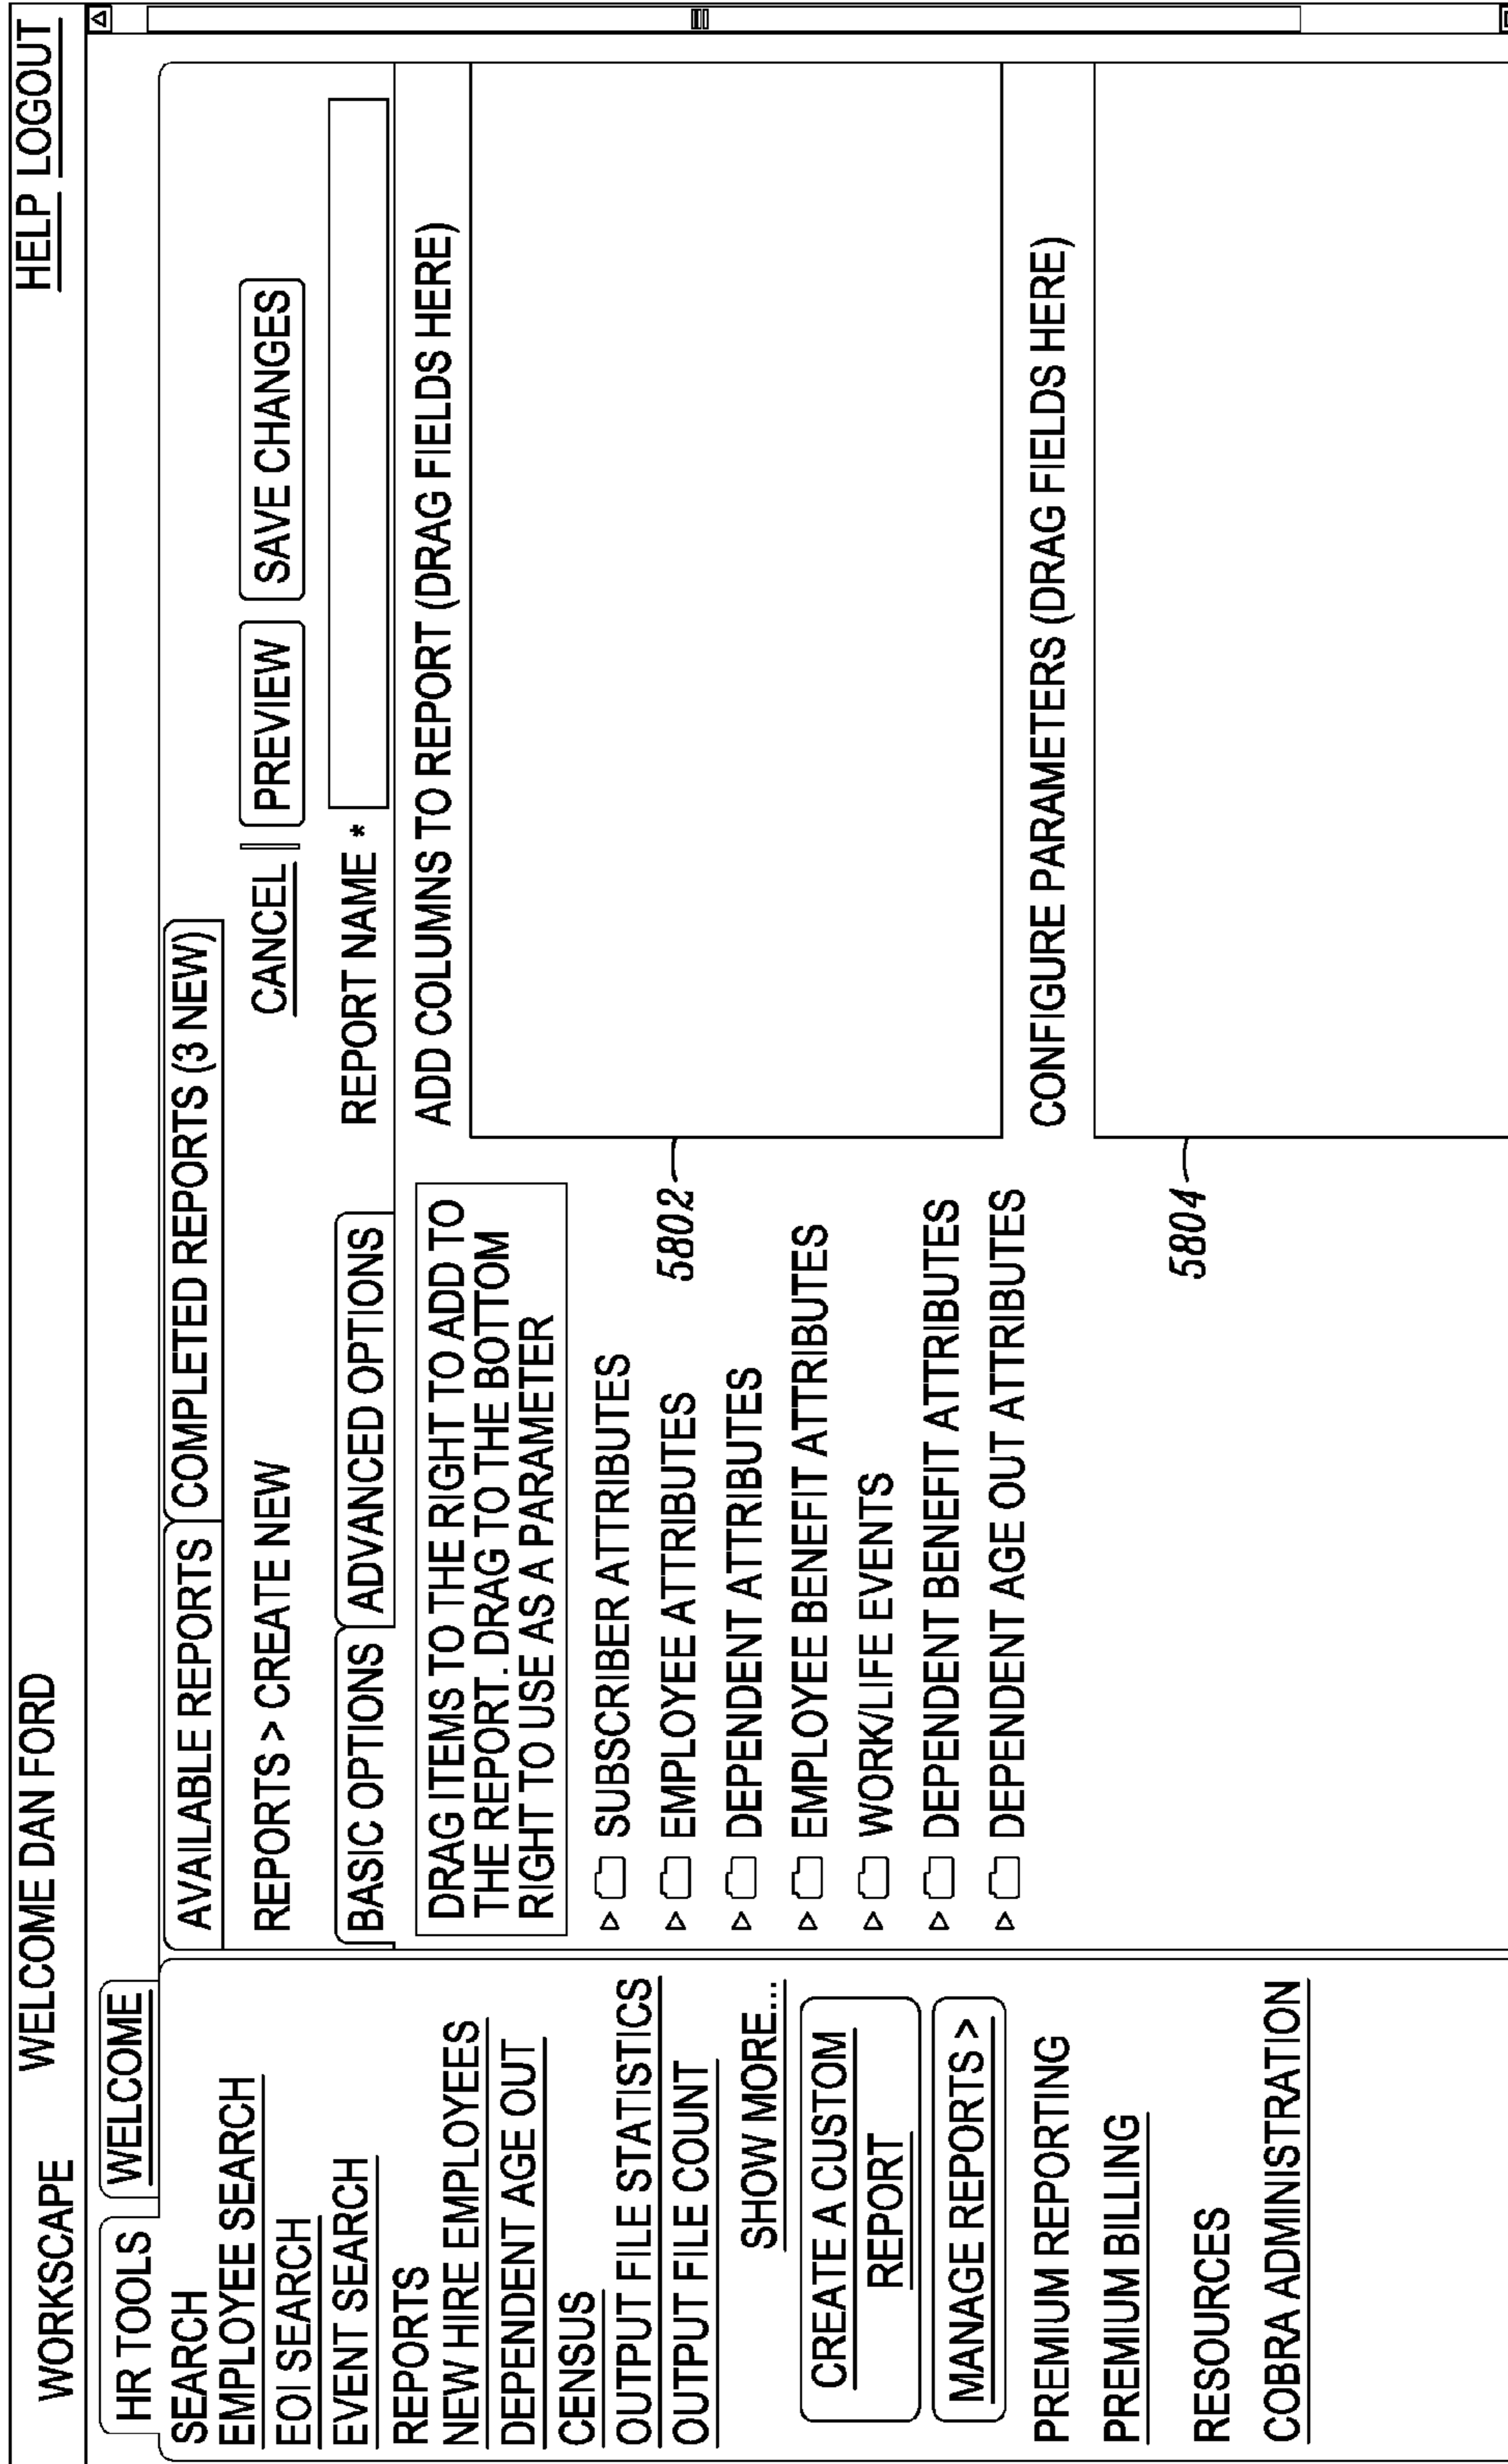 WORKSCAPE WELCOME DAN FORD HELP LOGOUT
HR TOOLS WELCOME
SEARCH
EMPLOYEE SEARCH
EOI SEARCH
EVENT SEARCH
REPORTS
NEW HIRE EMPLOYEES
DEPENDENT AGE OUT
CENSUS
OUTPUT FILE STATISTICS
OUTPUT FILE COUNT
SHOW MORE...
CREATE A CUSTOM
REPORT
MANAGE REPORTS >
PREMIUM REPORTING
PREMIUM BILLING
RESOURCES
COBRA ADMINISTRATION
AVAILABLE REPORTS COMPLETED REPORTS (3 NEW)
REPORTS > CREATE NEW CANCEL PREVIEW SAVE CHANGES
BASIC OPTIONS ADVANCED OPTIONS REPORT NAME *
DRAG ITEMS TO THE RIGHT TO ADD TO
THE REPORT. DRAG TO THE BOTTOM
RIGHT TO USE AS A PARAMETER
SUBSCRIBER ATTRIBUTES
EMPLOYEE ATTRIBUTES
DEPENDENT ATTRIBUTES
EMPLOYEE BENEFIT ATTRIBUTES
WORK/LIFE EVENTS
DEPENDENT BENEFIT ATTRIBUTES
DEPENDENT AGE OUT ATTRIBUTES
ADD COLUMNS TO REPORT (DRAG FIELDS HERE)
5802
CONFIGURE PARAMETERS (DRAG FIELDS HERE)
5804